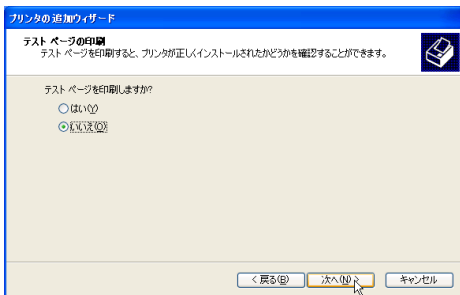 プリンタの追加ウィザード
テスト ページの印刷
テスト ページを印刷すると、プリンタが正しくインストールされたかどうかを確認することができます。
テスト ページを印刷しますか?
はい(Y)
いいえ(O)
< 戻る(B) 次へ(N) > キャンセル